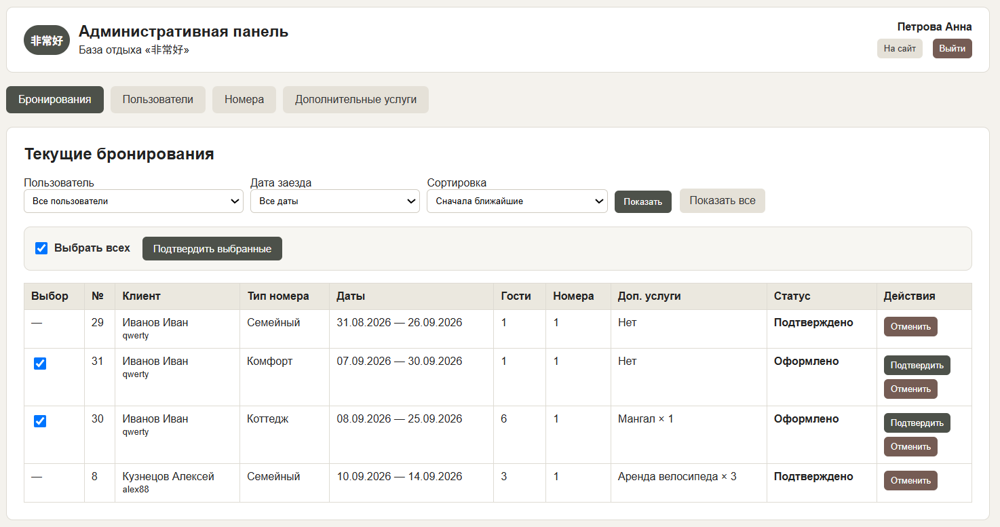 非常好
Административная панель
База отдыха «非常好»
Петрова Анна
На сайт Выйти
Бронирования Пользователи Номера Дополнительные услуги
Текущие бронирования
Пользователь Дата заезда Сортировка
Все пользователи Все даты Сначала ближайшие Показать Показать все
Выбрать всех Подтвердить выбранные
Выбор № Клиент Тип номера Даты Гости Номера Доп. услуги Статус Действия
— 29 Иванов Иван Семейный 31.08.2026 — 26.09.2026 1 1 Нет Подтверждено Отменить
qwerty
31 Иванов Иван Комфорт 07.09.2026 — 30.09.2026 1 1 Нет Оформлено Подтвердить
qwerty
Отменить
30 Иванов Иван Коттедж 08.09.2026 — 25.09.2026 6 1 Мангал × 1 Оформлено Подтвердить
qwerty
Отменить
— 8 Кузнецов Алексей Семейный 10.09.2026 — 14.09.2026 3 1 Аренда велосипеда × 3 Подтверждено Отменить
alex88